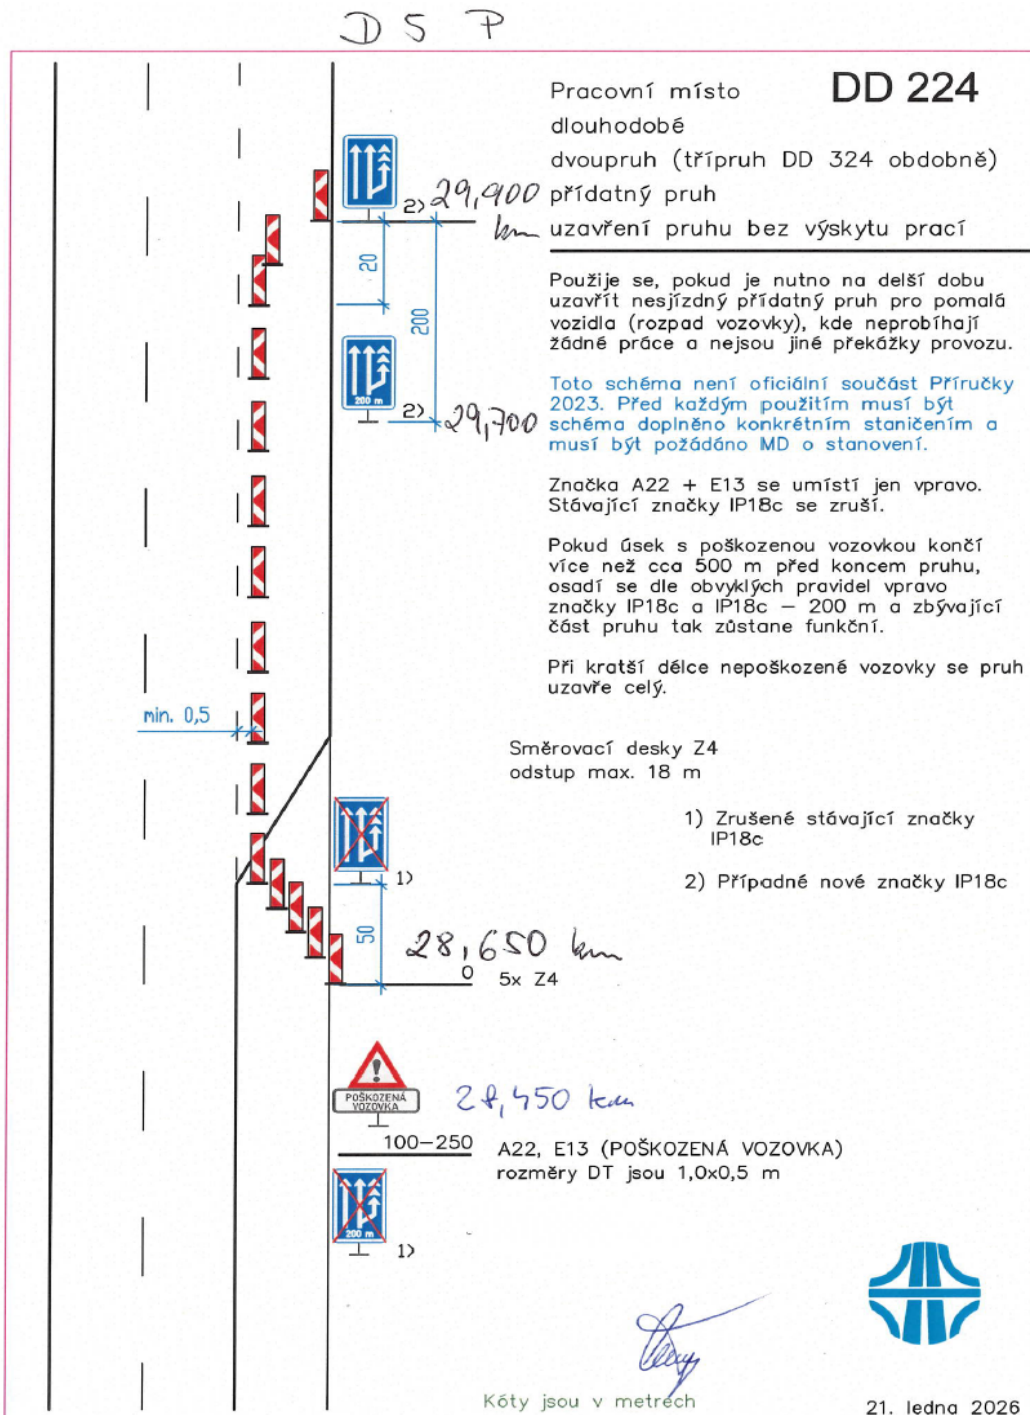 D 5 P
DD 224
Pracovní místo
dlouhodobé
dvoupruh (třípruh DD 324 obdobně)
přídatný pruh
uzavření pruhu bez výskytu prací
2) 29,900
km
20
200
200 m
2) 29,700
Použije se, pokud je nutno na delší dobu
uzavřít nesjízdný přídatný pruh pro pomalá
vozidla (rozpad vozovky), kde neprobíhají
žádné práce a nejsou jiné překážky provozu.
Toto schéma není oficiální součást Příručky
2023. Před každým použitím musí být
schéma doplněno konkrétním staničením a
musí být požádáno MD o stanovení.
Značka A22 + E13 se umístí jen vpravo.
Stávající značky IP18c se zruší.
Pokud úsek s poškozenou vozovkou končí
více než cca 500 m před koncem pruhu,
osadí se dle obvyklých pravidel vpravo
značky IP18c a IP18c – 200 m a zbývající
část pruhu tak zůstane funkční.
Při kratší délce nepoškozené vozovky se pruh
uzavře celý.
min. 0,5
Směrovací desky Z4
odstup max. 18 m
1) Zrušené stávající značky
IP18c
2) Případné nové značky IP18c
1)
50
28,650 km
0
5x Z4
POŠKOZENÁ
VOZOVKA
28,450 km
100–250
A22, E13 (POŠKOZENÁ VOZOVKA)
rozměry DT jsou 1,0x0,5 m
200 m
1)
Kóty jsou v metrech
21. ledna 2026